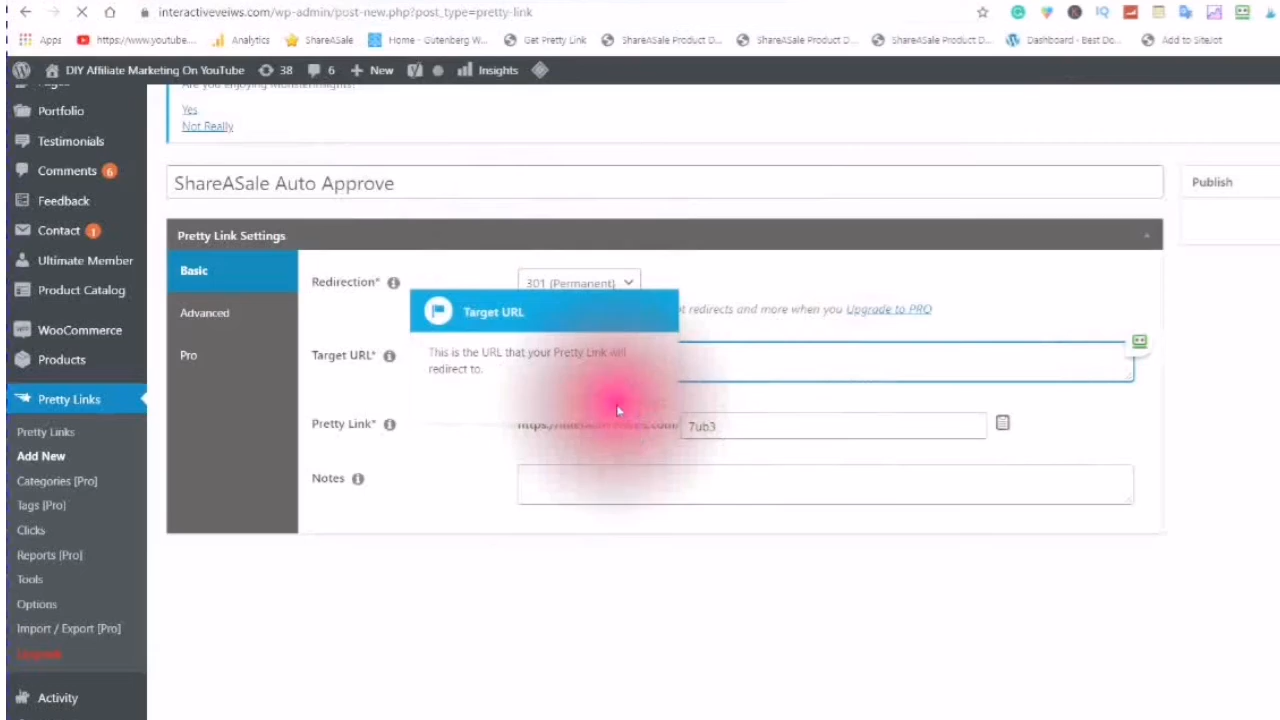 interactiveveiws.com/wp-admin/post-new.php?post_type=pretty-link
Apps https://www.youtube.... Analytics ShareASale Home - Gutenberg W... Get Pretty Link ShareASale Product D... ShareASale Product D... ShareASale Product D... Dashboard - Best Do... Add to SiteJot
DIY Affiliate Marketing On YouTube 38 6 + New Insights
Yes
Not Really
Portfolio
Testimonials
Comments 6
Feedback
Contact 1
Ultimate Member
Product Catalog
WooCommerce
Products
Pretty Links
Pretty Links
Add New
Categories [Pro]
Tags [Pro]
Clicks
Reports [Pro]
Tools
Options
Import / Export [Pro]
Activity
ShareASale Auto Approve
Publish
Pretty Link Settings
Basic
Advanced
Pro
Redirection* 301 (Permanent)
redirects and more when you Upgrade to PRO
Target URL
This is the URL that your Pretty Link will
redirect to.
Target URL*
Pretty Link* 7ub3
Notes